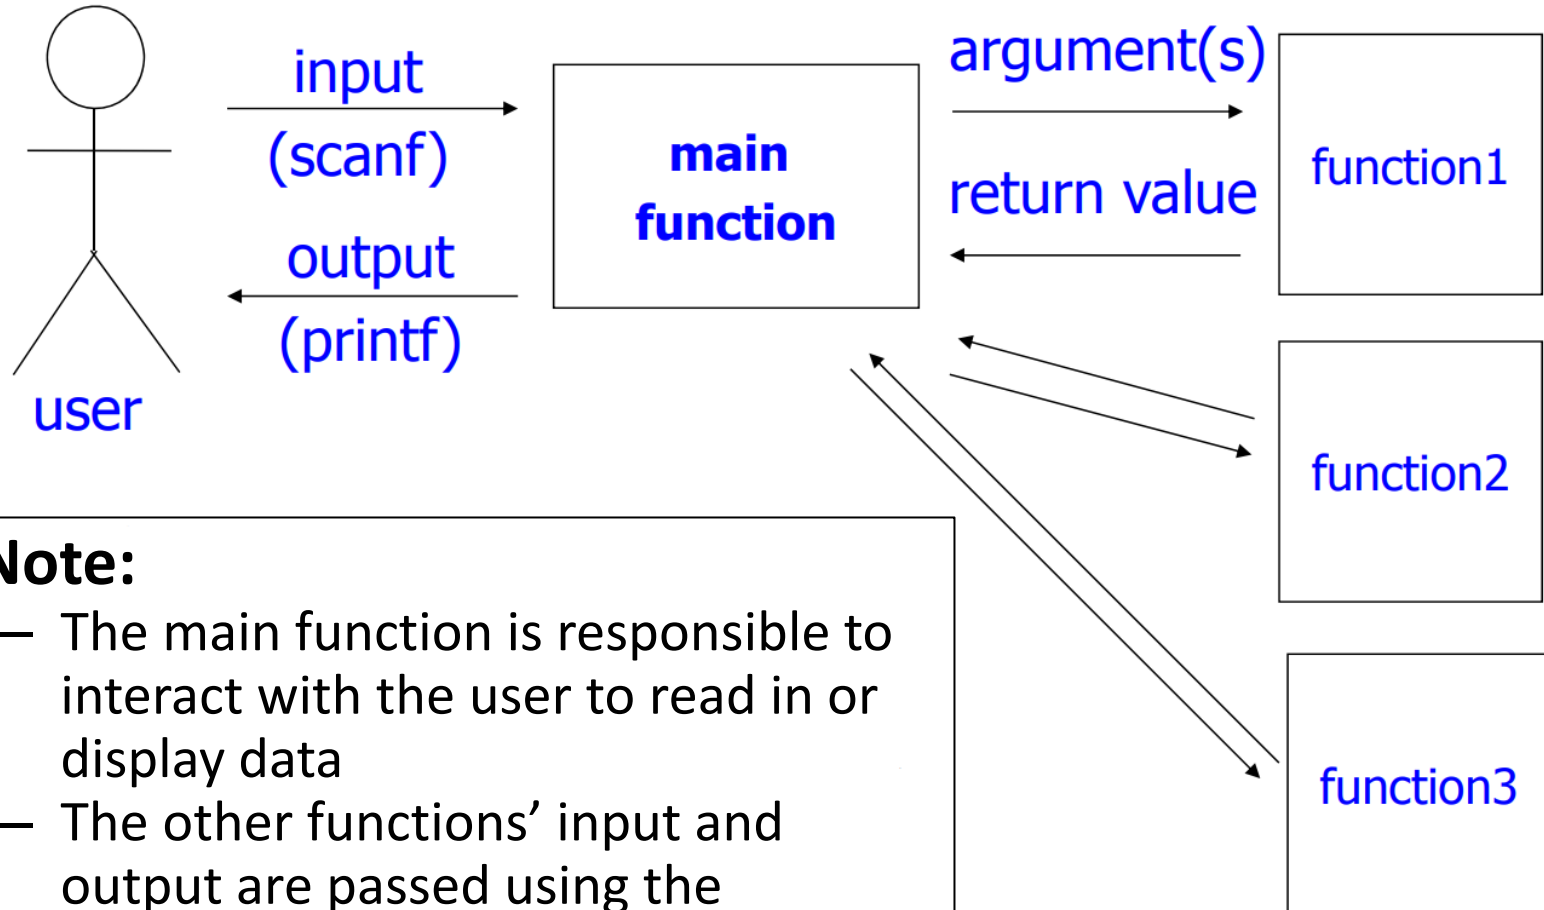 input
(scanf)
output
(printf)
user
main
function
argument(s)
return value
function1
function2
function3
Note:
— The main function is responsible to
interact with the user to read in or
display data
— The other functions’ input and
output are passed using the